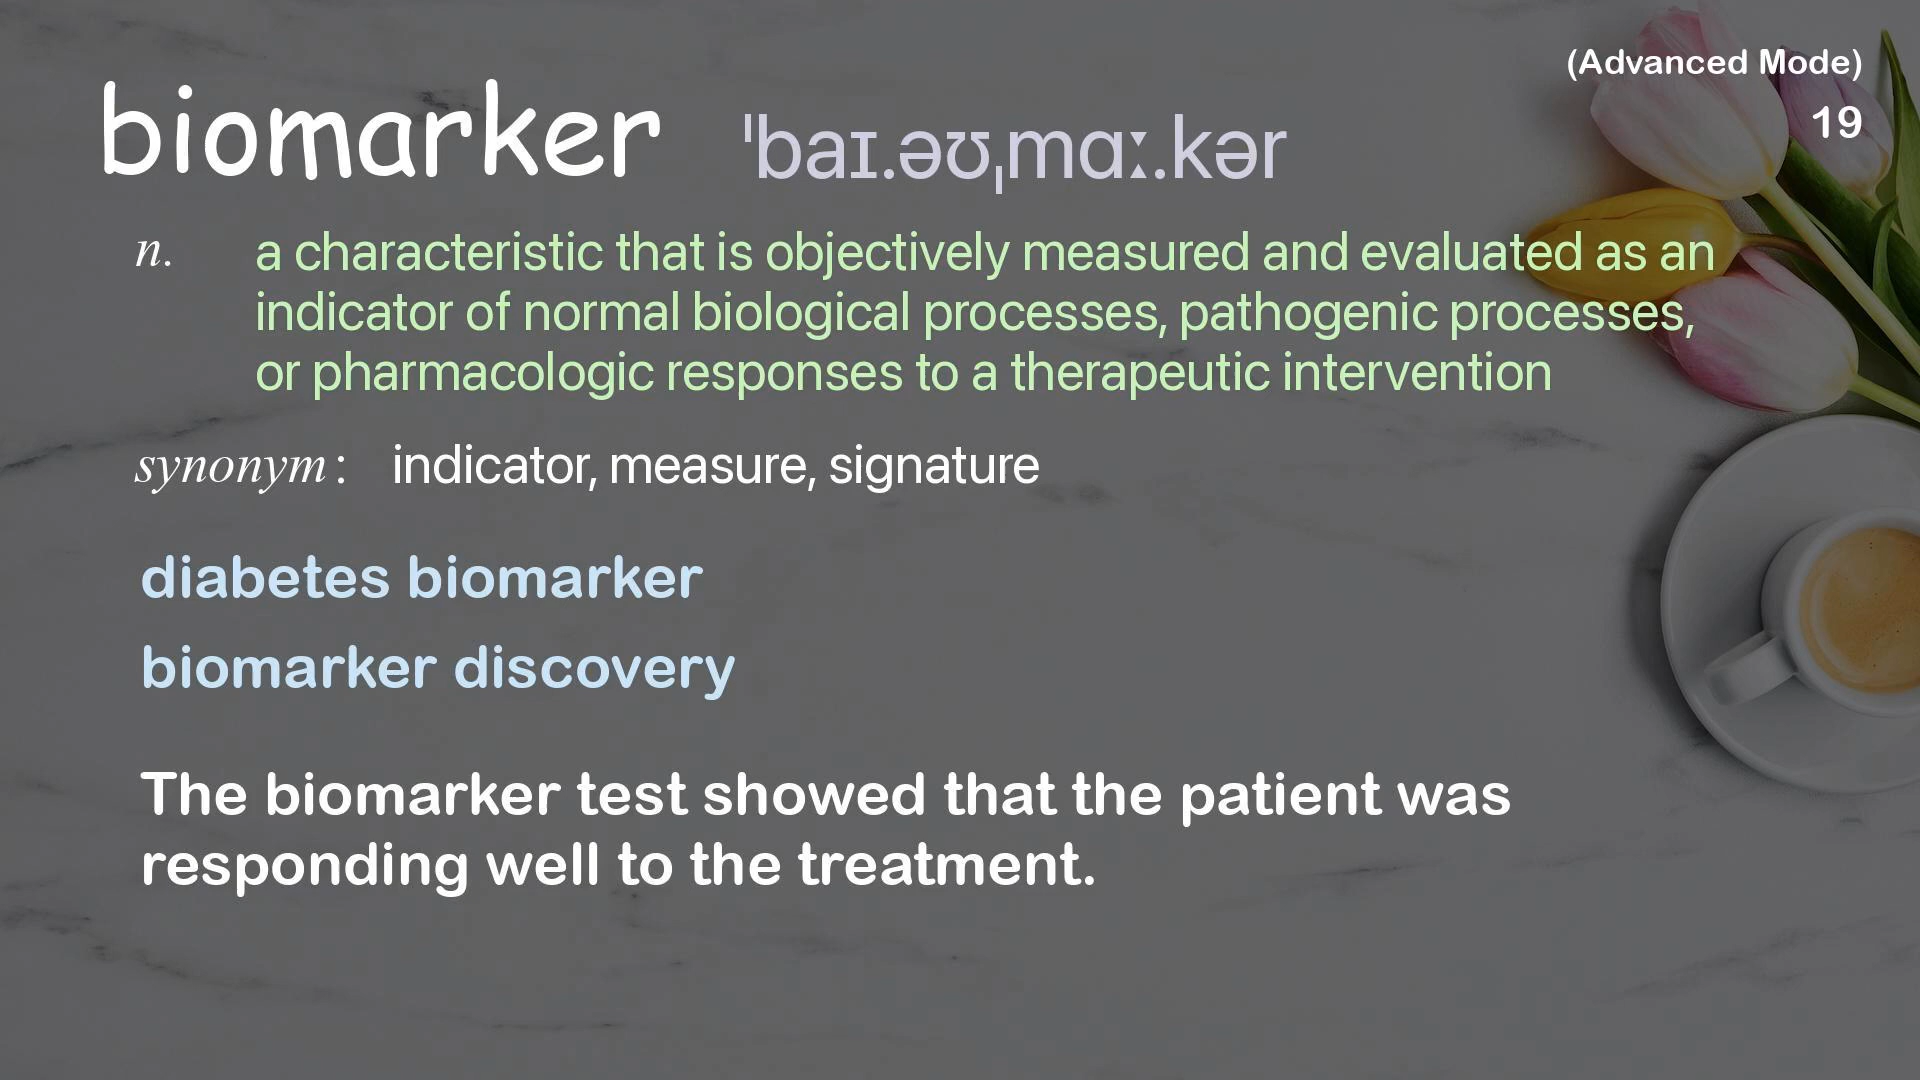 (Advanced Mode)
19
biomarker ˈbaɪ.əʊˌmɑː.kər
n. a characteristic that is objectively measured and evaluated as an
indicator of normal biological processes, pathogenic processes,
or pharmacologic responses to a therapeutic intervention
synonym : indicator, measure, signature
diabetes biomarker
biomarker discovery
The biomarker test showed that the patient was
responding well to the treatment.